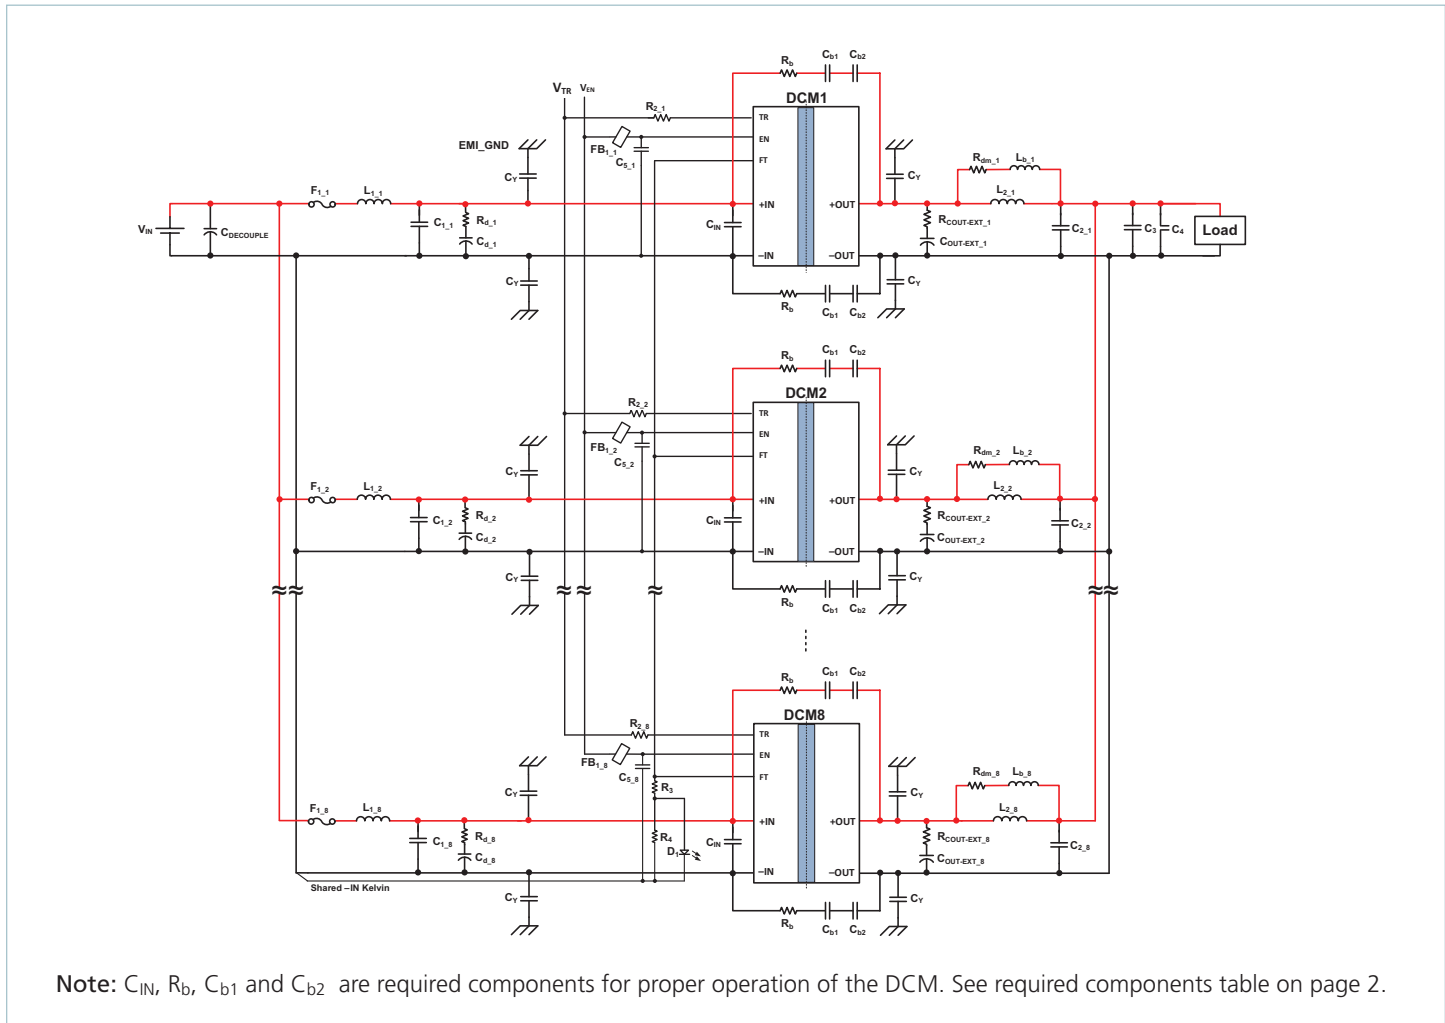 Rb Cb1 Cb2
VTR VEN
DCM1
R2_1
TR
EN
FT
FB1_1
C5_1
EMI_GND
CY
CY
Rdm_1 Lb_1
F1_1 L1_1
L2_1
+IN +OUT
VIN
CDECOUPLE
C1_1
Rd_1
Cd_1
CIN
RCOUT-EXT_1
COUT-EXT_1
C2_1
C3
C4
Load
–IN –OUT
CY
CY
Rb Cb1 Cb2
Rb Cb1 Cb2
DCM2
R2_2
TR
EN
FT
FB1_2
C5_2
CY
CY
Rdm_2 Lb_2
F1_2 L1_2
L2_2
+IN +OUT
C1_2
Rd_2
Cd_2
CIN
RCOUT-EXT_2
COUT-EXT_2
C2_2
–IN –OUT
CY
CY
Rb Cb1 Cb2
Rb Cb1 Cb2
DCM8
R2_8
TR
EN
FT
FB1_8
C5_8
R3
CY
CY
Rdm_8 Lb_8
F1_8 L1_8
L2_8
+IN +OUT
C1_8
Rd_8
Cd_8
R4
D1
CIN
RCOUT-EXT_8
COUT-EXT_8
C2_8
–IN –OUT
Shared –IN Kelvin
CY
CY
Rb Cb1 Cb2
Note: CIN, Rb, Cb1 and Cb2 are required components for proper operation of the DCM. See required components table on page 2.